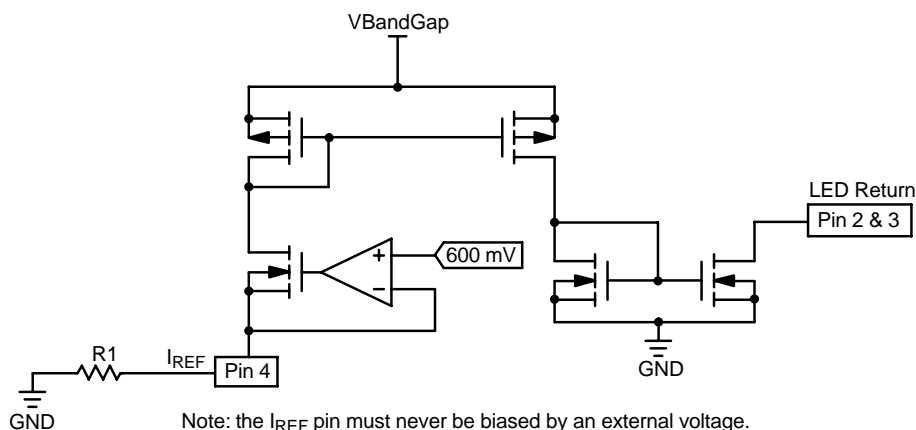 VBandGap
LED Return
Pin 2 & 3
+
600 mV
−
R1
IREF
Pin 4
GND
GND
Note: the IREF pin must never be biased by an external voltage.